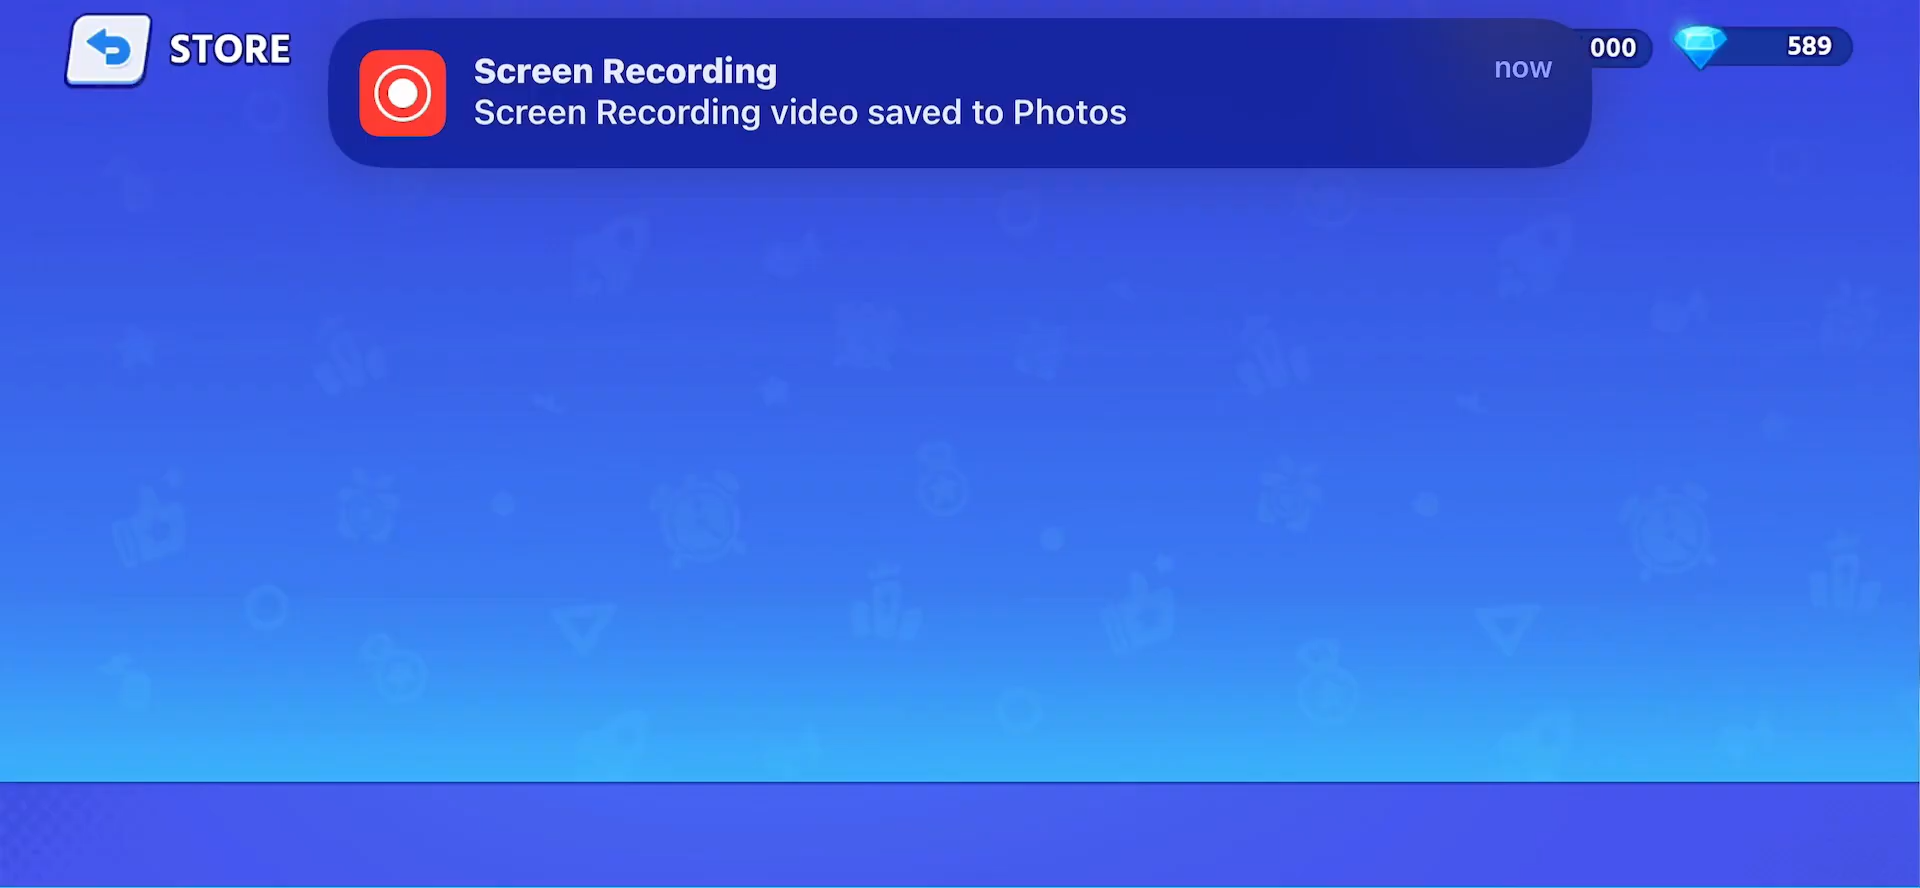 STORE
Screen Recording
now
Screen Recording video saved to Photos
000
589